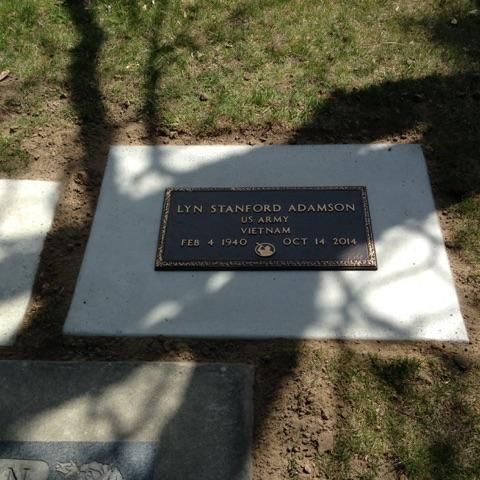 LYN STANFORD ADAMSON
US ARMY
VIETNAM
FEB 4 1940 OCT 14 2014
N